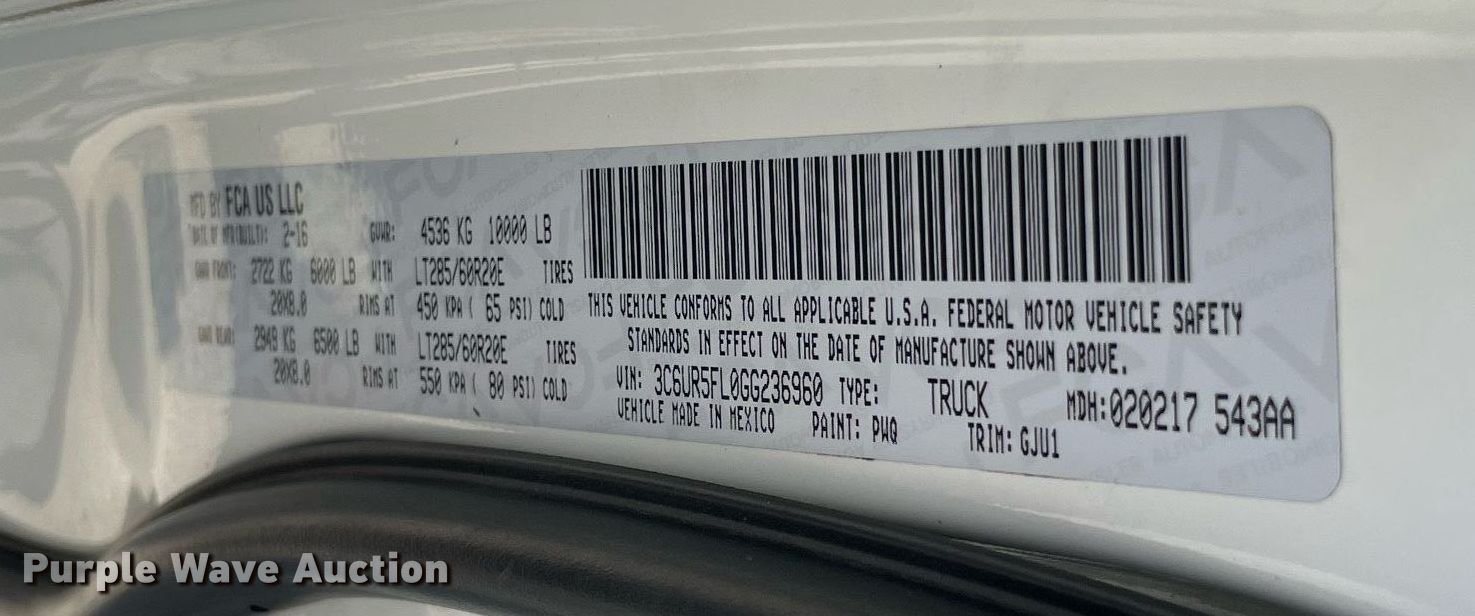 MFD BY FCA US LLC
DATE OF MFR(BUILT): 2-16 GVWR: 4536 KG 10000 LB
GAW FRONT: 2722 KG 6000 LB WITH LT285/60R20E TIRES
20X8.0 RIMS AT 450 KPA ( 65 PSI) COLD
GAW REAR: 2949 KG 6500 LB WITH LT285/60R20E TIRES
20X8.0 RIMS AT 550 KPA ( 80 PSI) COLD
THIS VEHICLE CONFORMS TO ALL APPLICABLE U.S.A. FEDERAL MOTOR VEHICLE SAFETY
STANDARDS IN EFFECT ON THE DATE OF MANUFACTURE SHOWN ABOVE.
VIN: 3C6UR5FL0GG236960 TYPE: TRUCK MDH:020217 543AA
VEHICLE MADE IN MEXICO PAINT: PWQ TRIM: GJU1
Purple Wave Auction